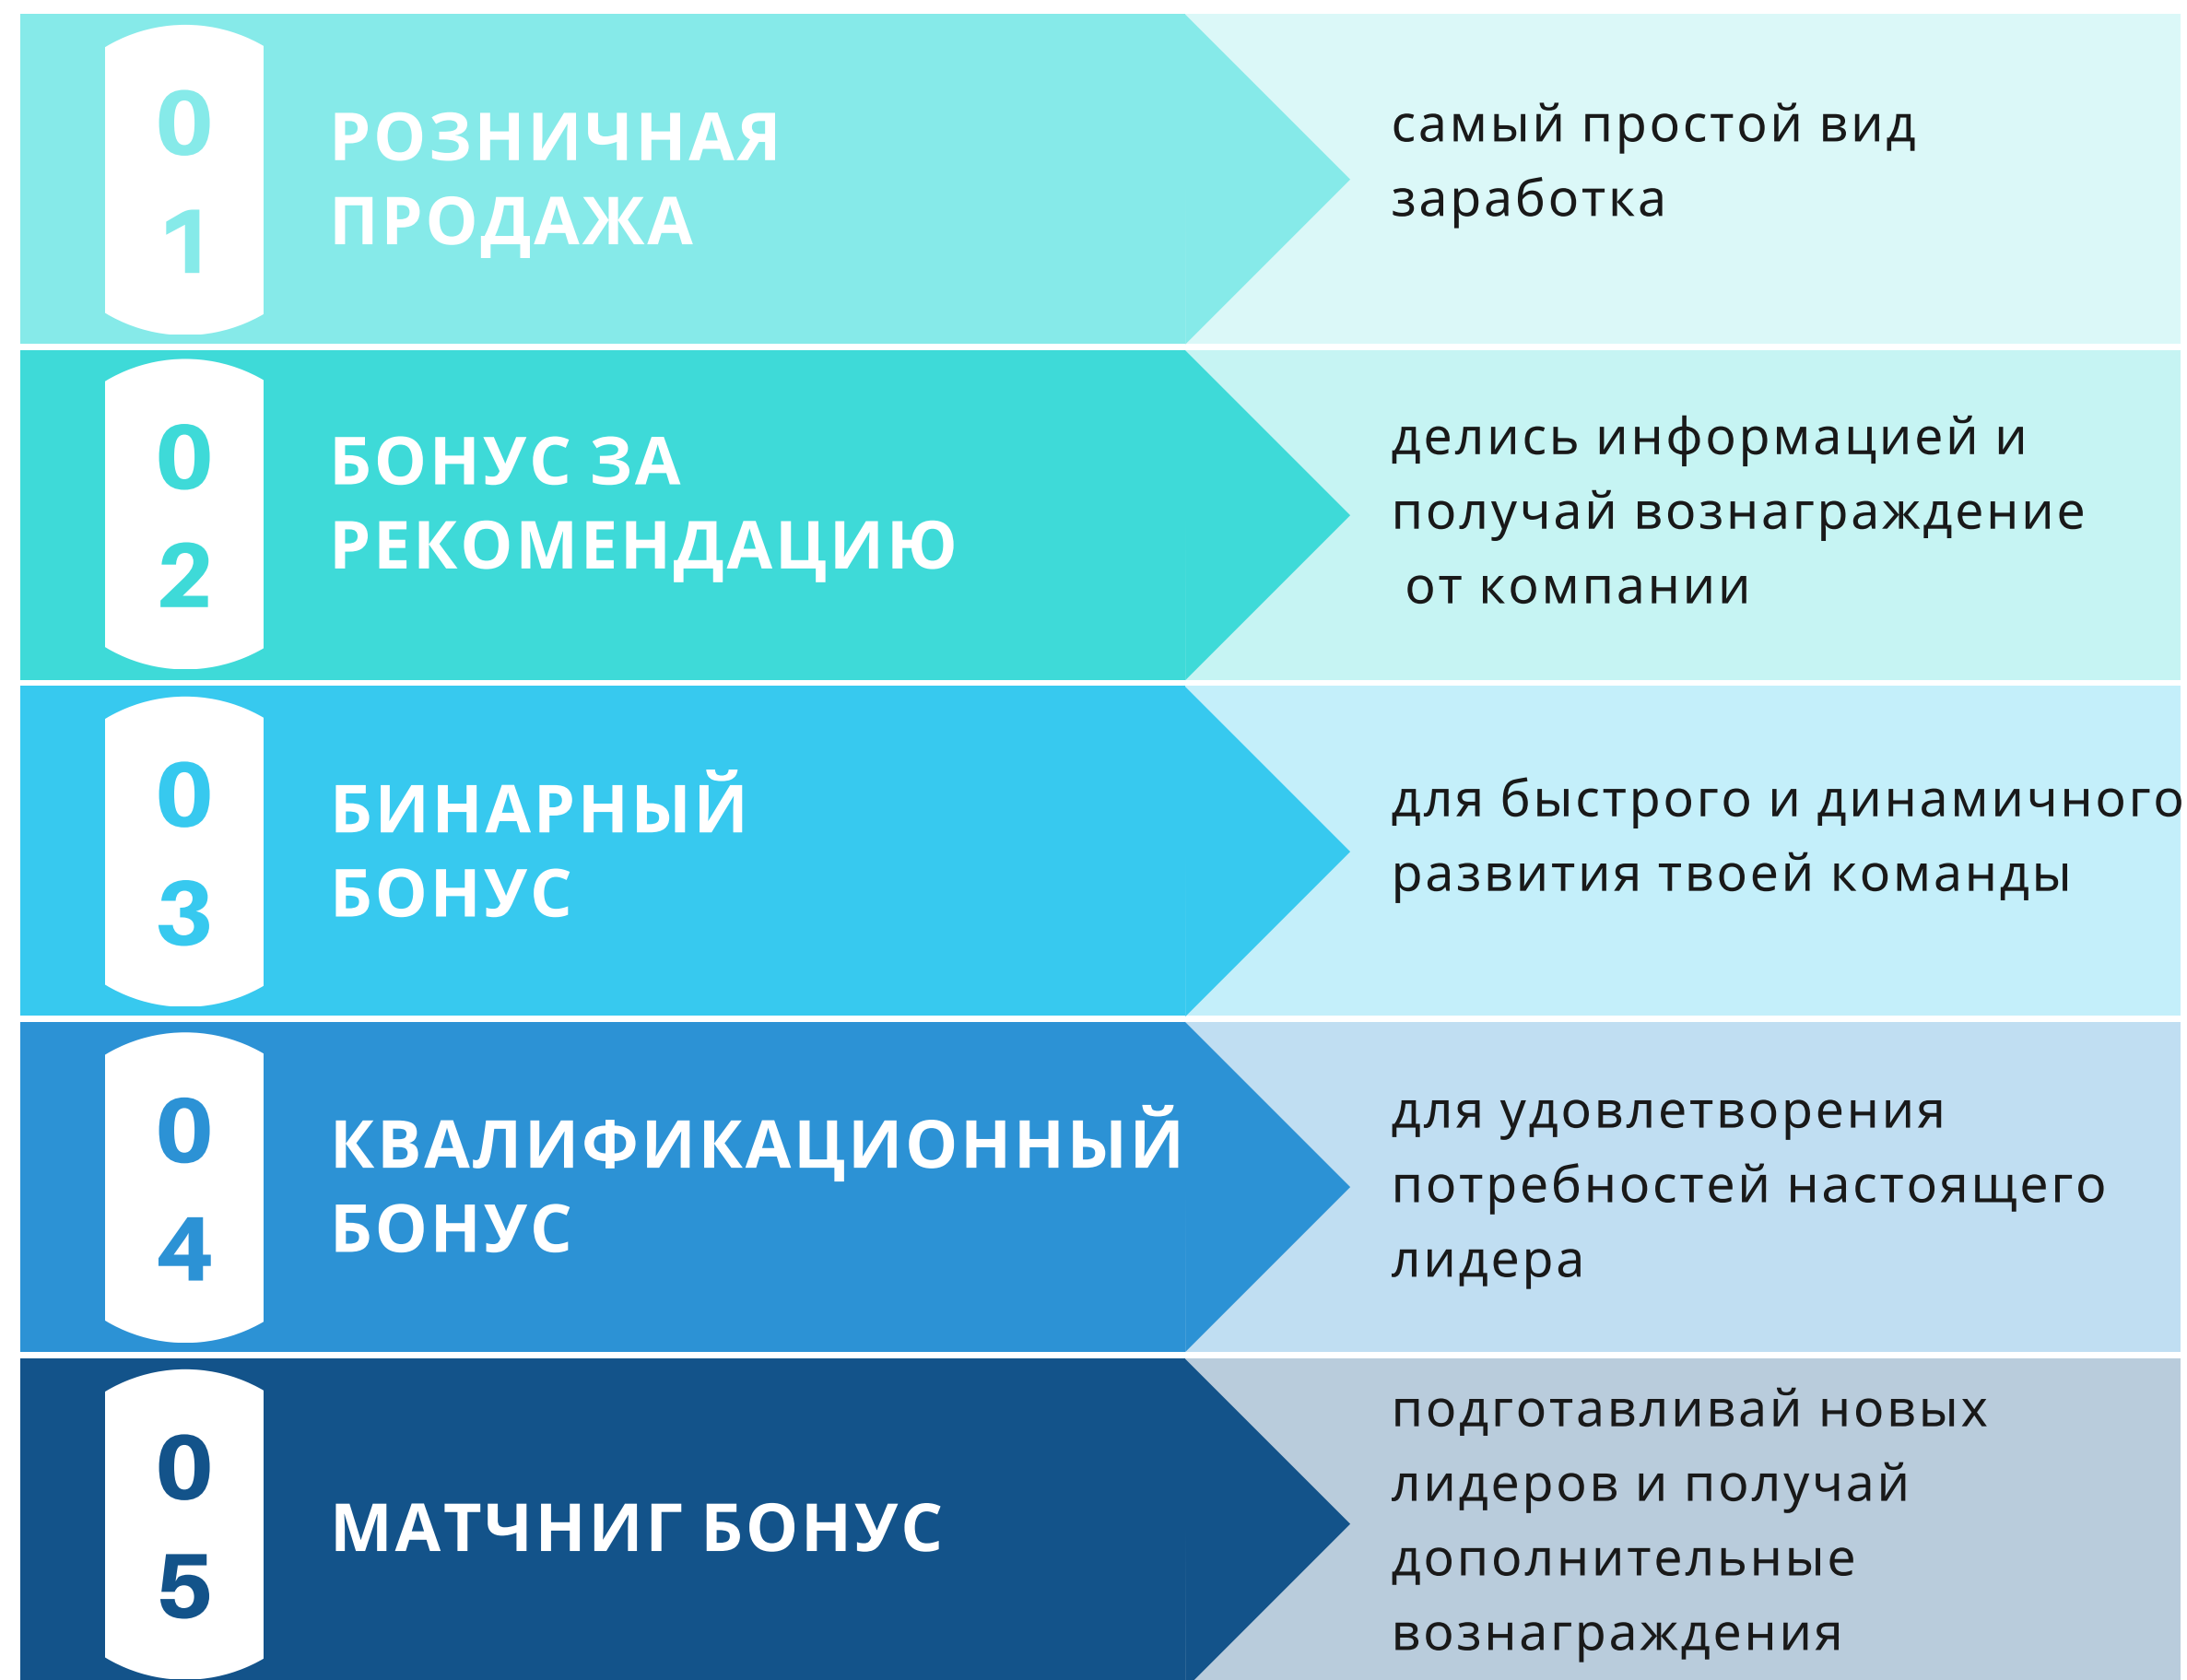 0
1
РОЗНИЧНАЯ
ПРОДАЖА
самый простой вид
заработка
0
2
БОНУС ЗА
РЕКОМЕНДАЦИЮ
делись информацией и
получай вознаграждение
от компании
0
3
БИНАРНЫЙ
БОНУС
для быстрого и динамичного
развития твоей команды
0
4
КВАЛИФИКАЦИОННЫЙ
БОНУС
для удовлетворения
потребностей настоящего
лидера
0
5
МАТЧНИГ БОНУС
подготавливай новых
лидеров и получай
дополнительные
вознаграждения